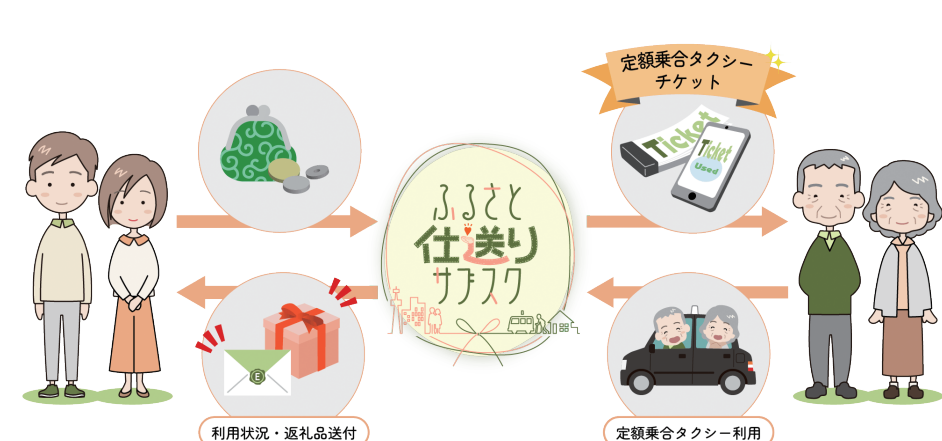 定額乗合タクシー
チケット
Ticket
Ticket
Used
ふるさと
仕送り
サブスク
E
利用状況・返礼品送付
定額乗合タクシー利用